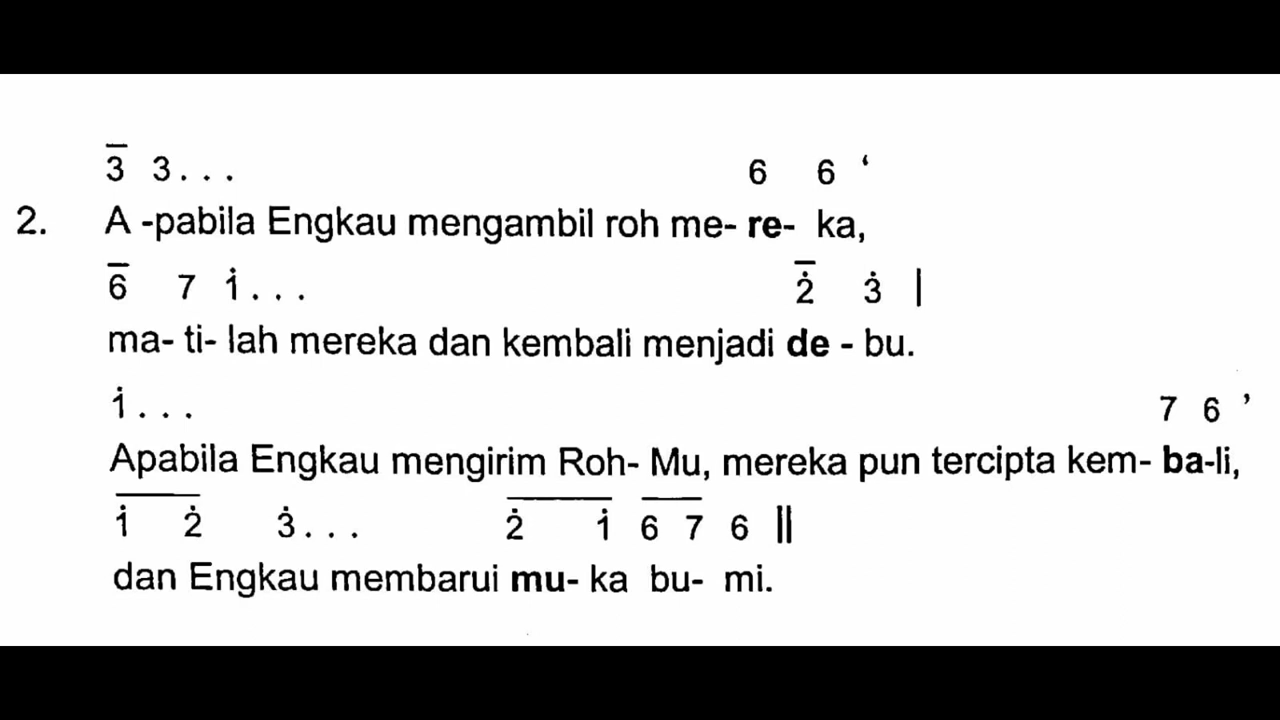 3̅ 3 . . . 6 6 ‘
2. A -pabila Engkau mengambil roh me- re- ka,
6̅ 7 1̇ . . . 2̇̅ 3̇ |
ma- ti- lah mereka dan kembali menjadi de - bu.
1̇ . . . 7 6 ’
Apabila Engkau mengirim Roh- Mu, mereka pun tercipta kem- ba-li,
1̇ 2̇ 3̇ . . . 2̇ 1̇ 6 7 6 ||
dan Engkau membarui mu- ka bu- mi.